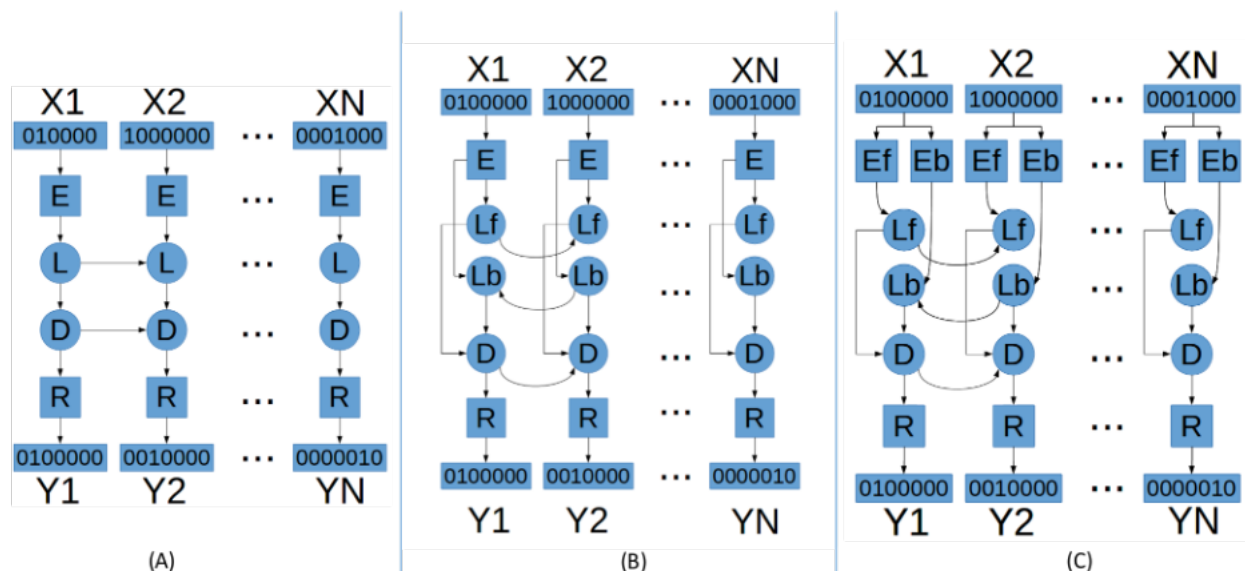 X1 X2 XN
010000 1000000 ... 0001000
E E ... E
L L ... L
D D ... D
R R ... R
0100000 0010000 ... 0000010
Y1 Y2 YN
(A)
X1 X2 XN
0100000 1000000 ... 0001000
E E ... E
Lf Lf ... Lf
Lb Lb ... Lb
D D ... D
R R ... R
0100000 0010000 ... 0000010
Y1 Y2 YN
(B)
X1 X2 XN
0100000 1000000 ... 0001000
Ef Eb Ef Eb ... Ef Eb
Lf Lf ... Lf
Lb Lb ... Lb
D D ... D
R R ... R
0100000 0010000 ... 0000010
Y1 Y2 YN
(C)